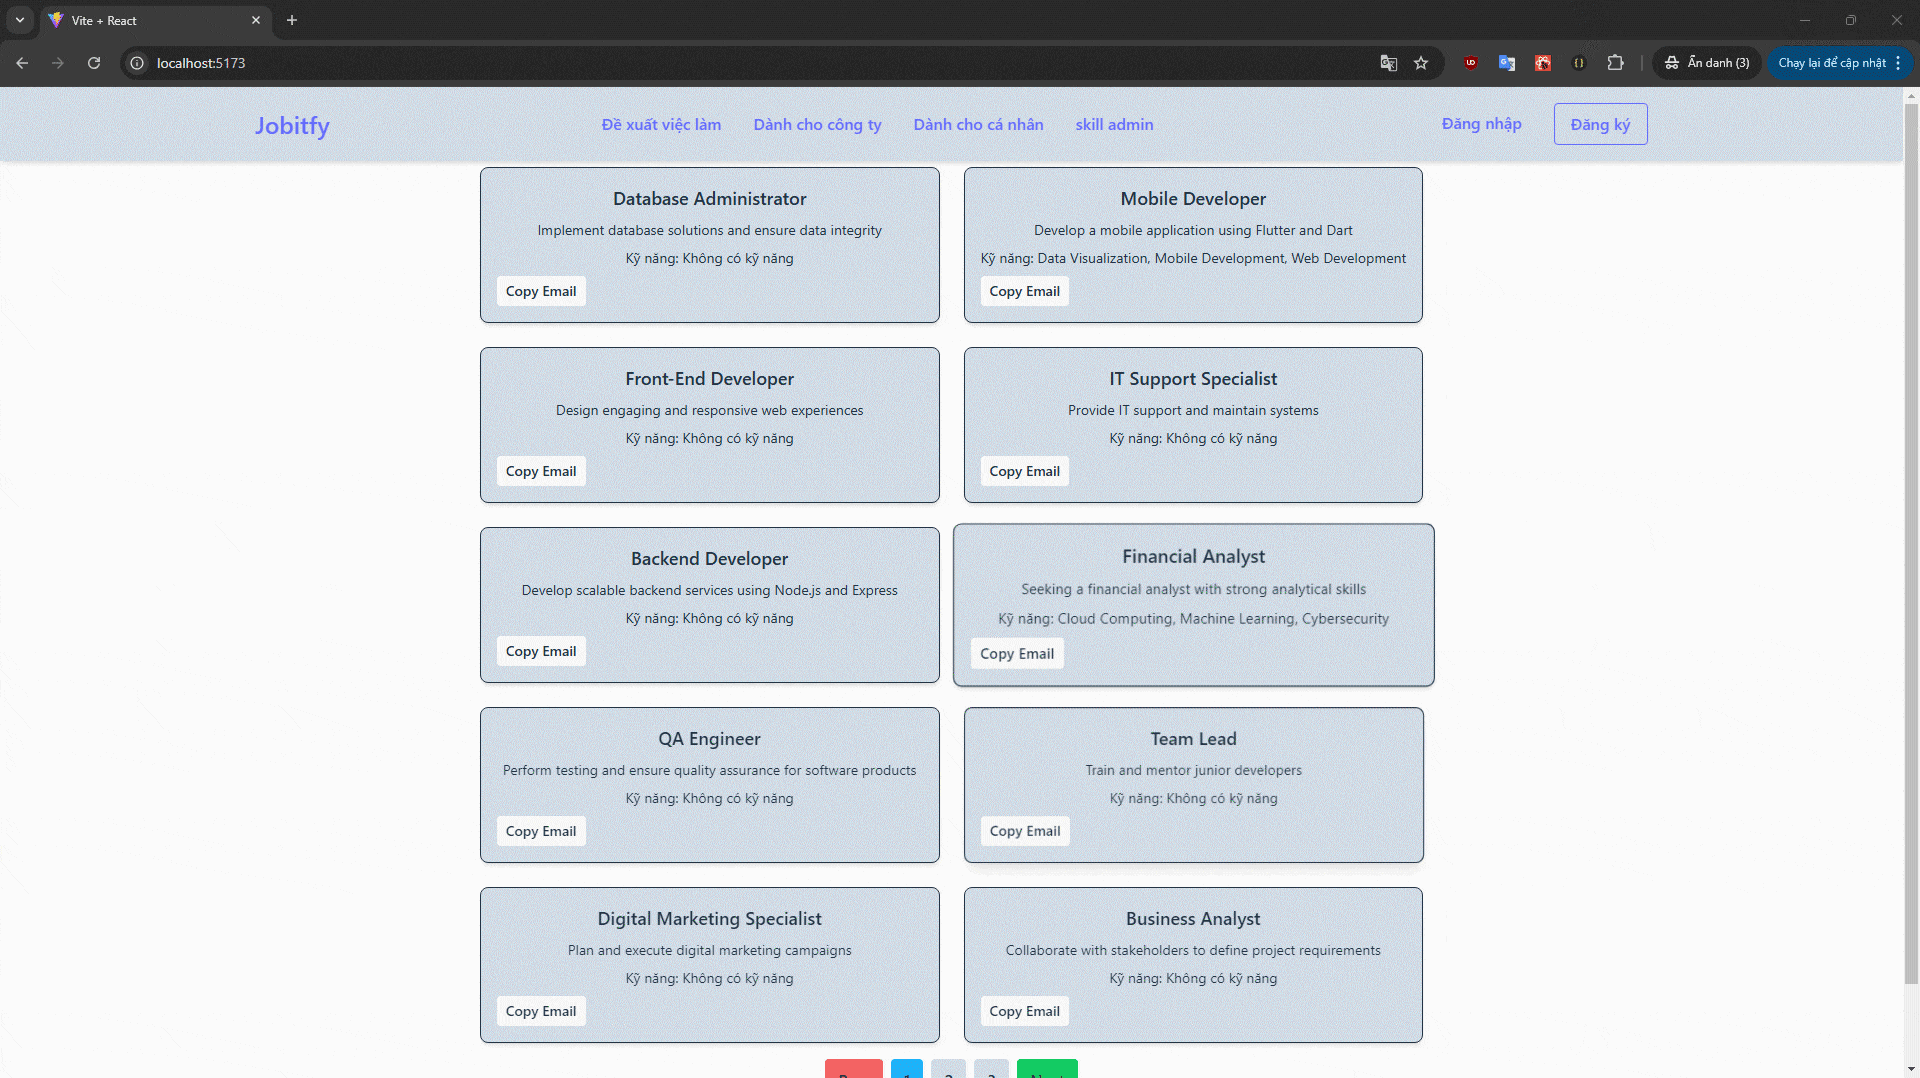 Vite + React
localhost:5173
Ẩn danh (3)
Chạy lại để cập nhật
Jobitfy
Đề xuất việc làm
Dành cho công ty
Dành cho cá nhân
skill admin
Đăng nhập
Đăng ký
Database Administrator
Implement database solutions and ensure data integrity
Kỹ năng: Không có kỹ năng
Copy Email
Mobile Developer
Develop a mobile application using Flutter and Dart
Kỹ năng: Data Visualization, Mobile Development, Web Development
Copy Email
Front-End Developer
Design engaging and responsive web experiences
Kỹ năng: Không có kỹ năng
Copy Email
IT Support Specialist
Provide IT support and maintain systems
Kỹ năng: Không có kỹ năng
Copy Email
Backend Developer
Develop scalable backend services using Node.js and Express
Kỹ năng: Không có kỹ năng
Copy Email
Financial Analyst
Seeking a financial analyst with strong analytical skills
Kỹ năng: Cloud Computing, Machine Learning, Cybersecurity
Copy Email
QA Engineer
Perform testing and ensure quality assurance for software products
Kỹ năng: Không có kỹ năng
Copy Email
Team Lead
Train and mentor junior developers
Kỹ năng: Không có kỹ năng
Copy Email
Digital Marketing Specialist
Plan and execute digital marketing campaigns
Kỹ năng: Không có kỹ năng
Copy Email
Business Analyst
Collaborate with stakeholders to define project requirements
Kỹ năng: Không có kỹ năng
Copy Email